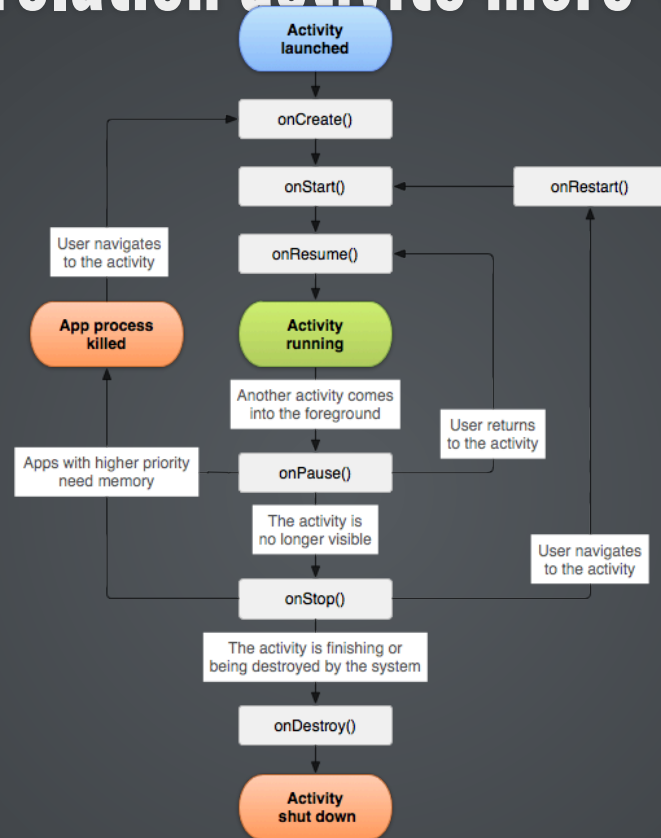 Activity
launched
onCreate()
onStart()
onRestart()
User navigates
to the activity
onResume()
App process
killed
Activity
running
Another activity comes
into the foreground
User returns
to the activity
Apps with higher priority
need memory
onPause()
The activity is
no longer visible
User navigates
to the activity
onStop()
The activity is finishing or
being destroyed by the system
onDestroy()
Activity
shut down